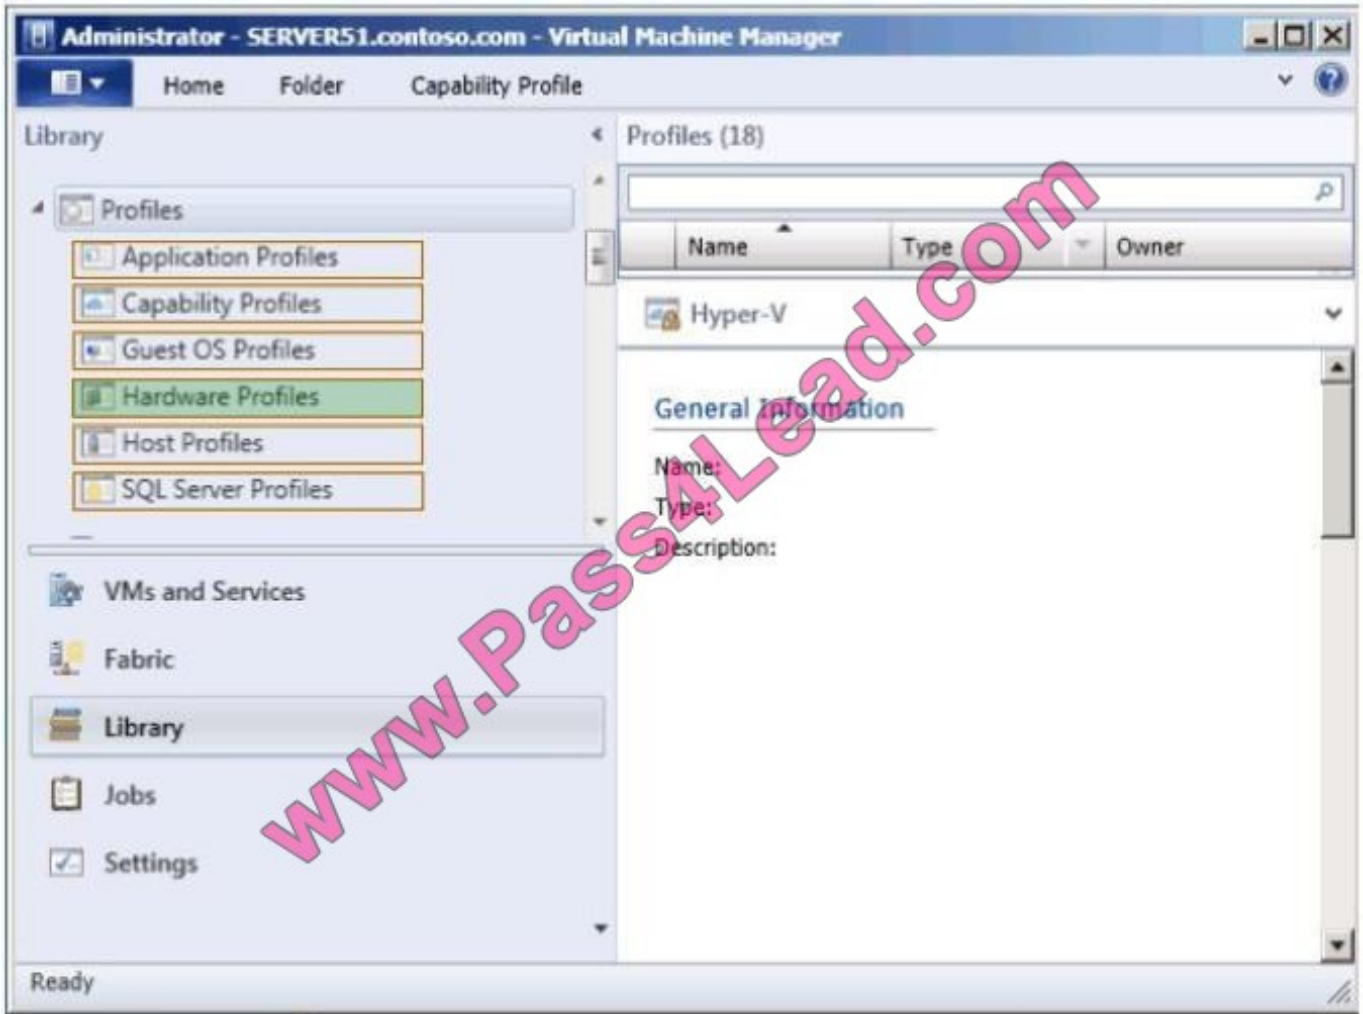 Administrator - SERVER51.contoso.com - Virtual Machine Manager
Home Folder Capability Profile
Library
Profiles (18)
Profiles
Application Profiles
Capability Profiles
Guest OS Profiles
Hardware Profiles
Host Profiles
SQL Server Profiles
Name Type Owner
Hyper-V
General Information
Name:
Type:
Description:
VMs and Services
Fabric
Library
Jobs
Settings
Ready
www.Pass4Lead.com